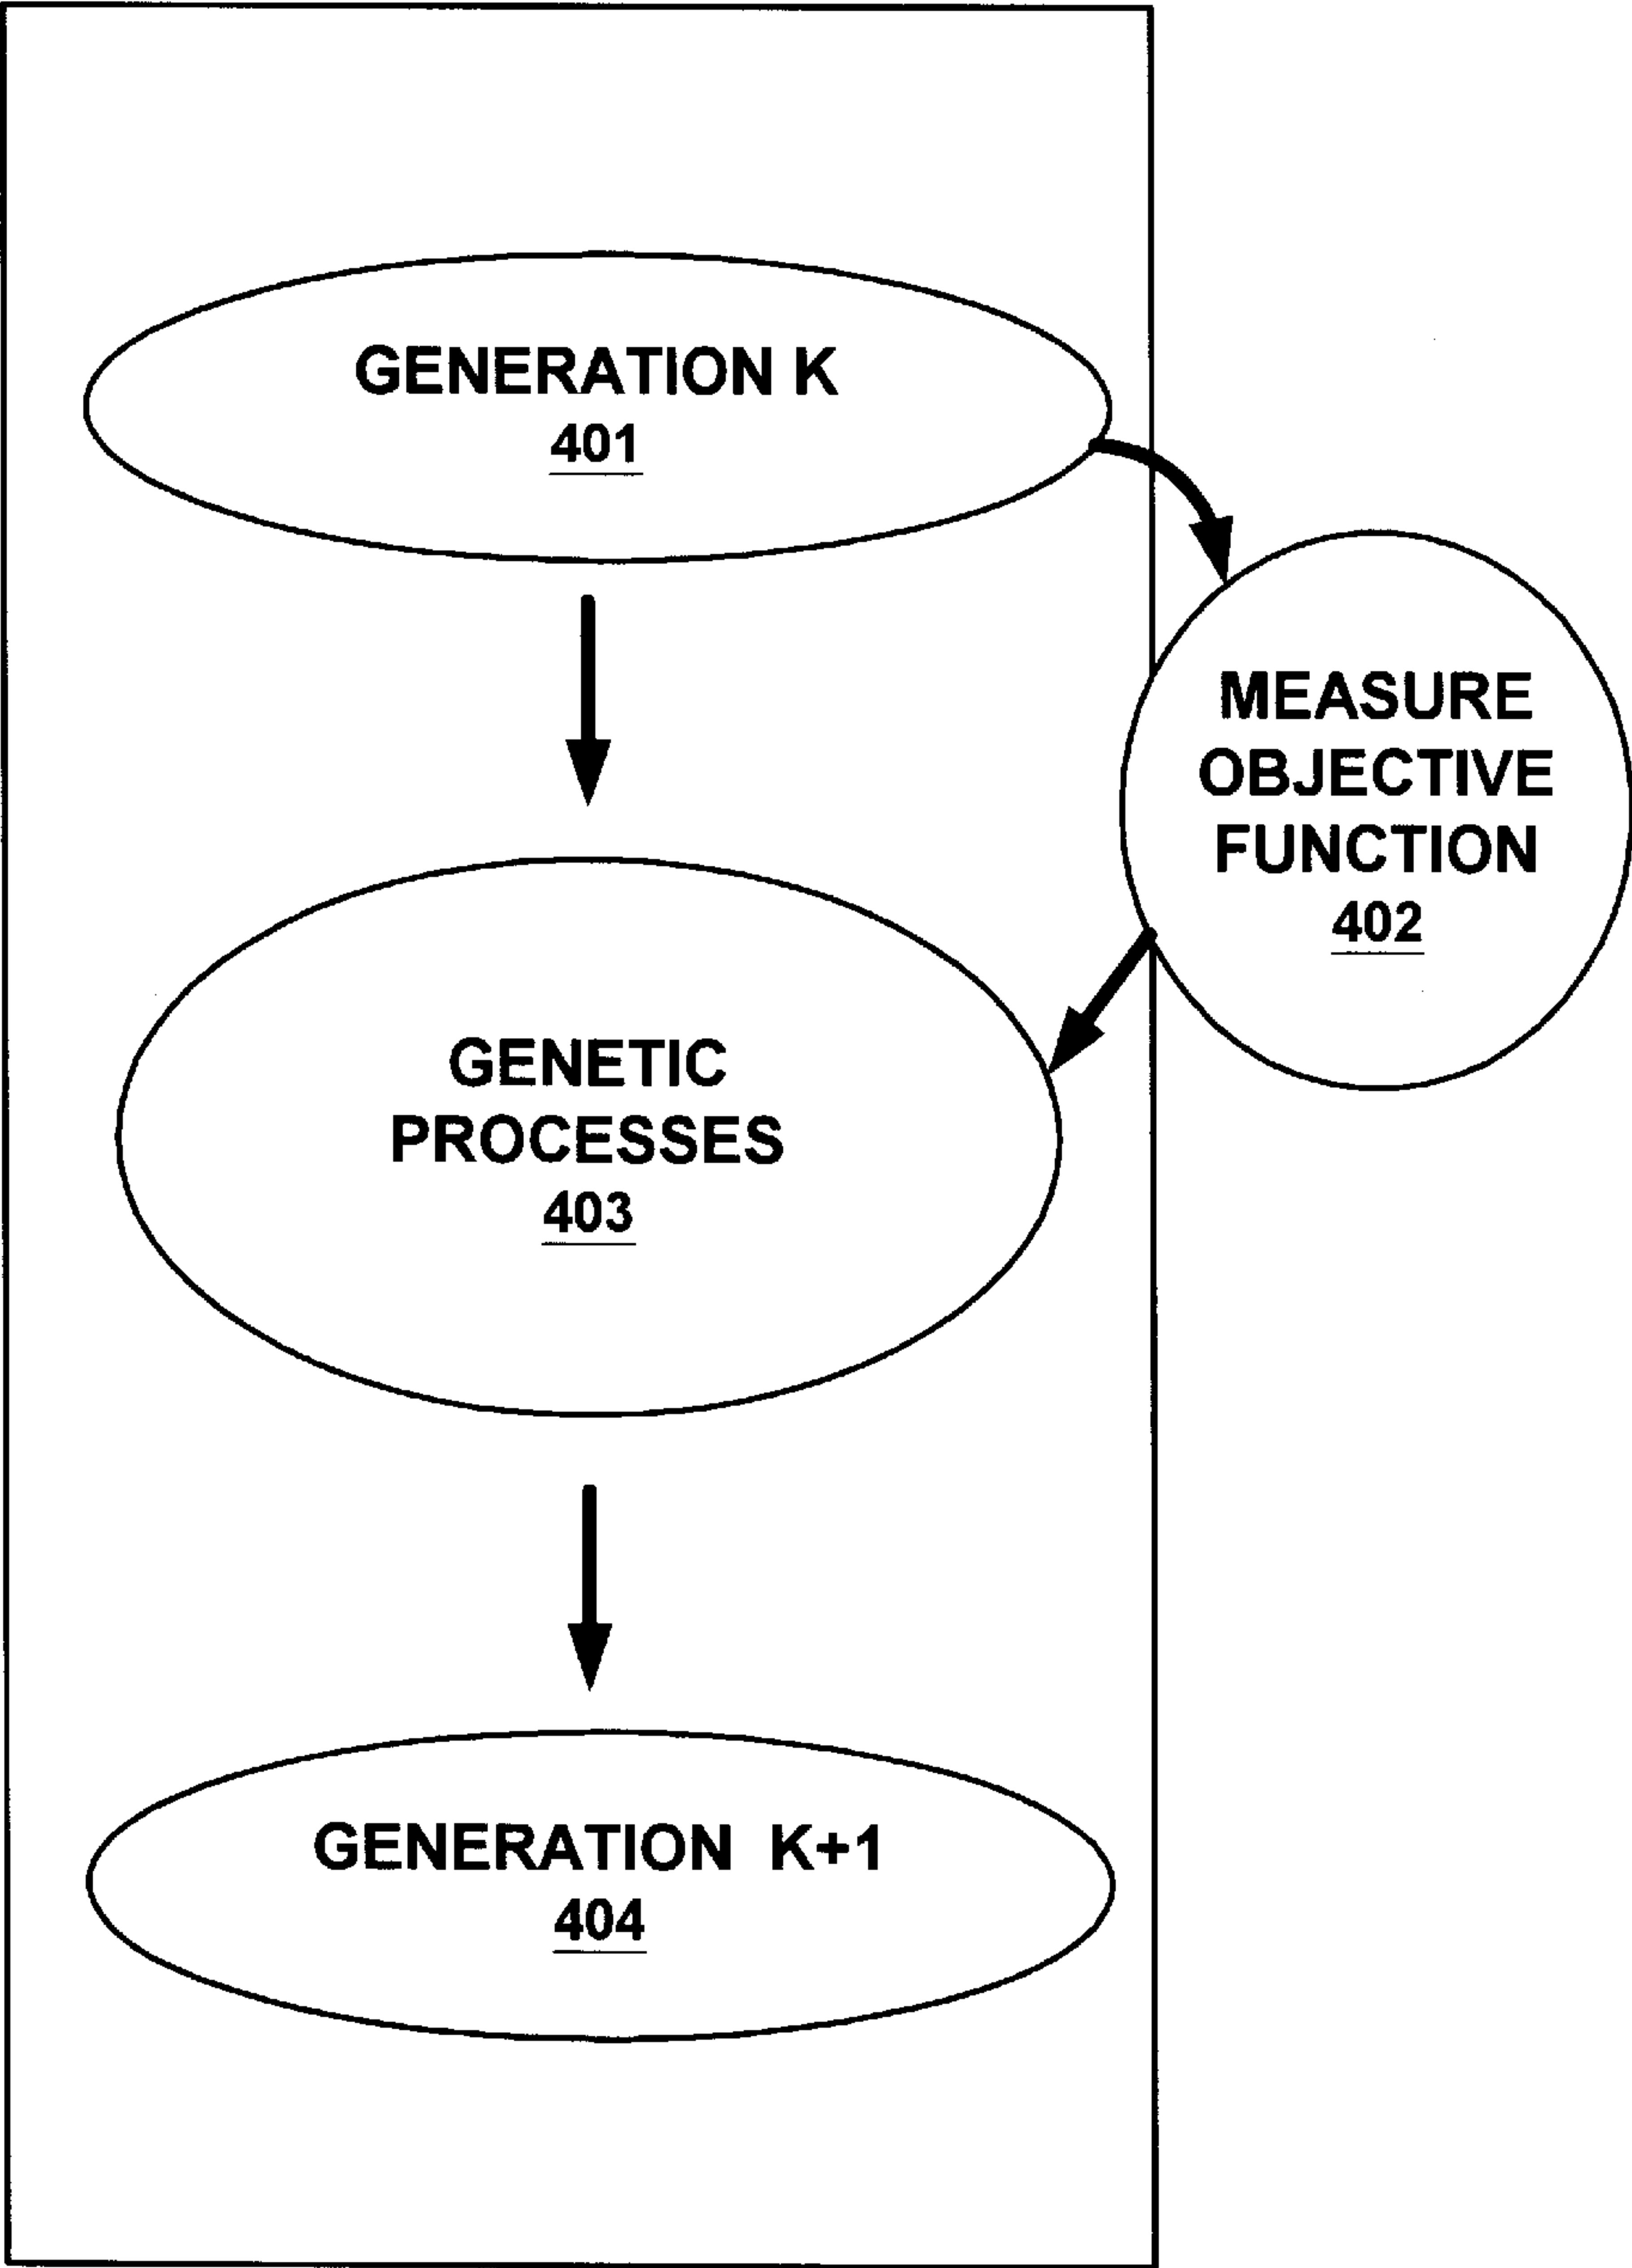 GENERATION K
401
MEASURE
OBJECTIVE
FUNCTION
402
GENETIC
PROCESSES
403
GENERATION K+1
404